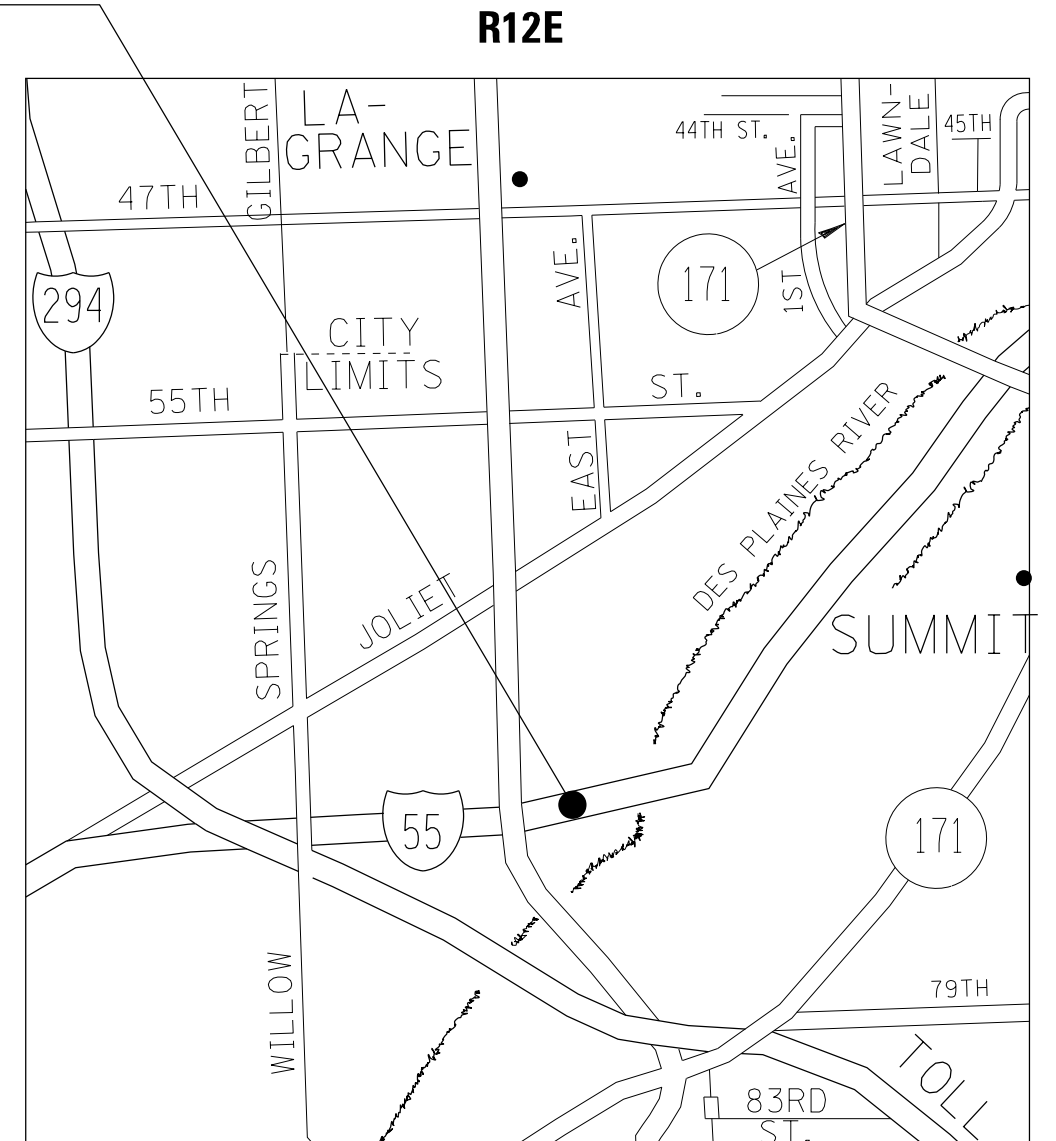 R12E
LA-
GRANGE
GILBERT
44TH ST.
AVE.
LAWN-
DALE
45TH
47TH
AVE.
171
1ST
294
CITY
LIMITS
ST.
55TH
EAST
DES PLAINES RIVER
SPRINGS
JOLIET
SUMMIT
55
171
WILLOW
79TH
TOLL
83RD
ST.